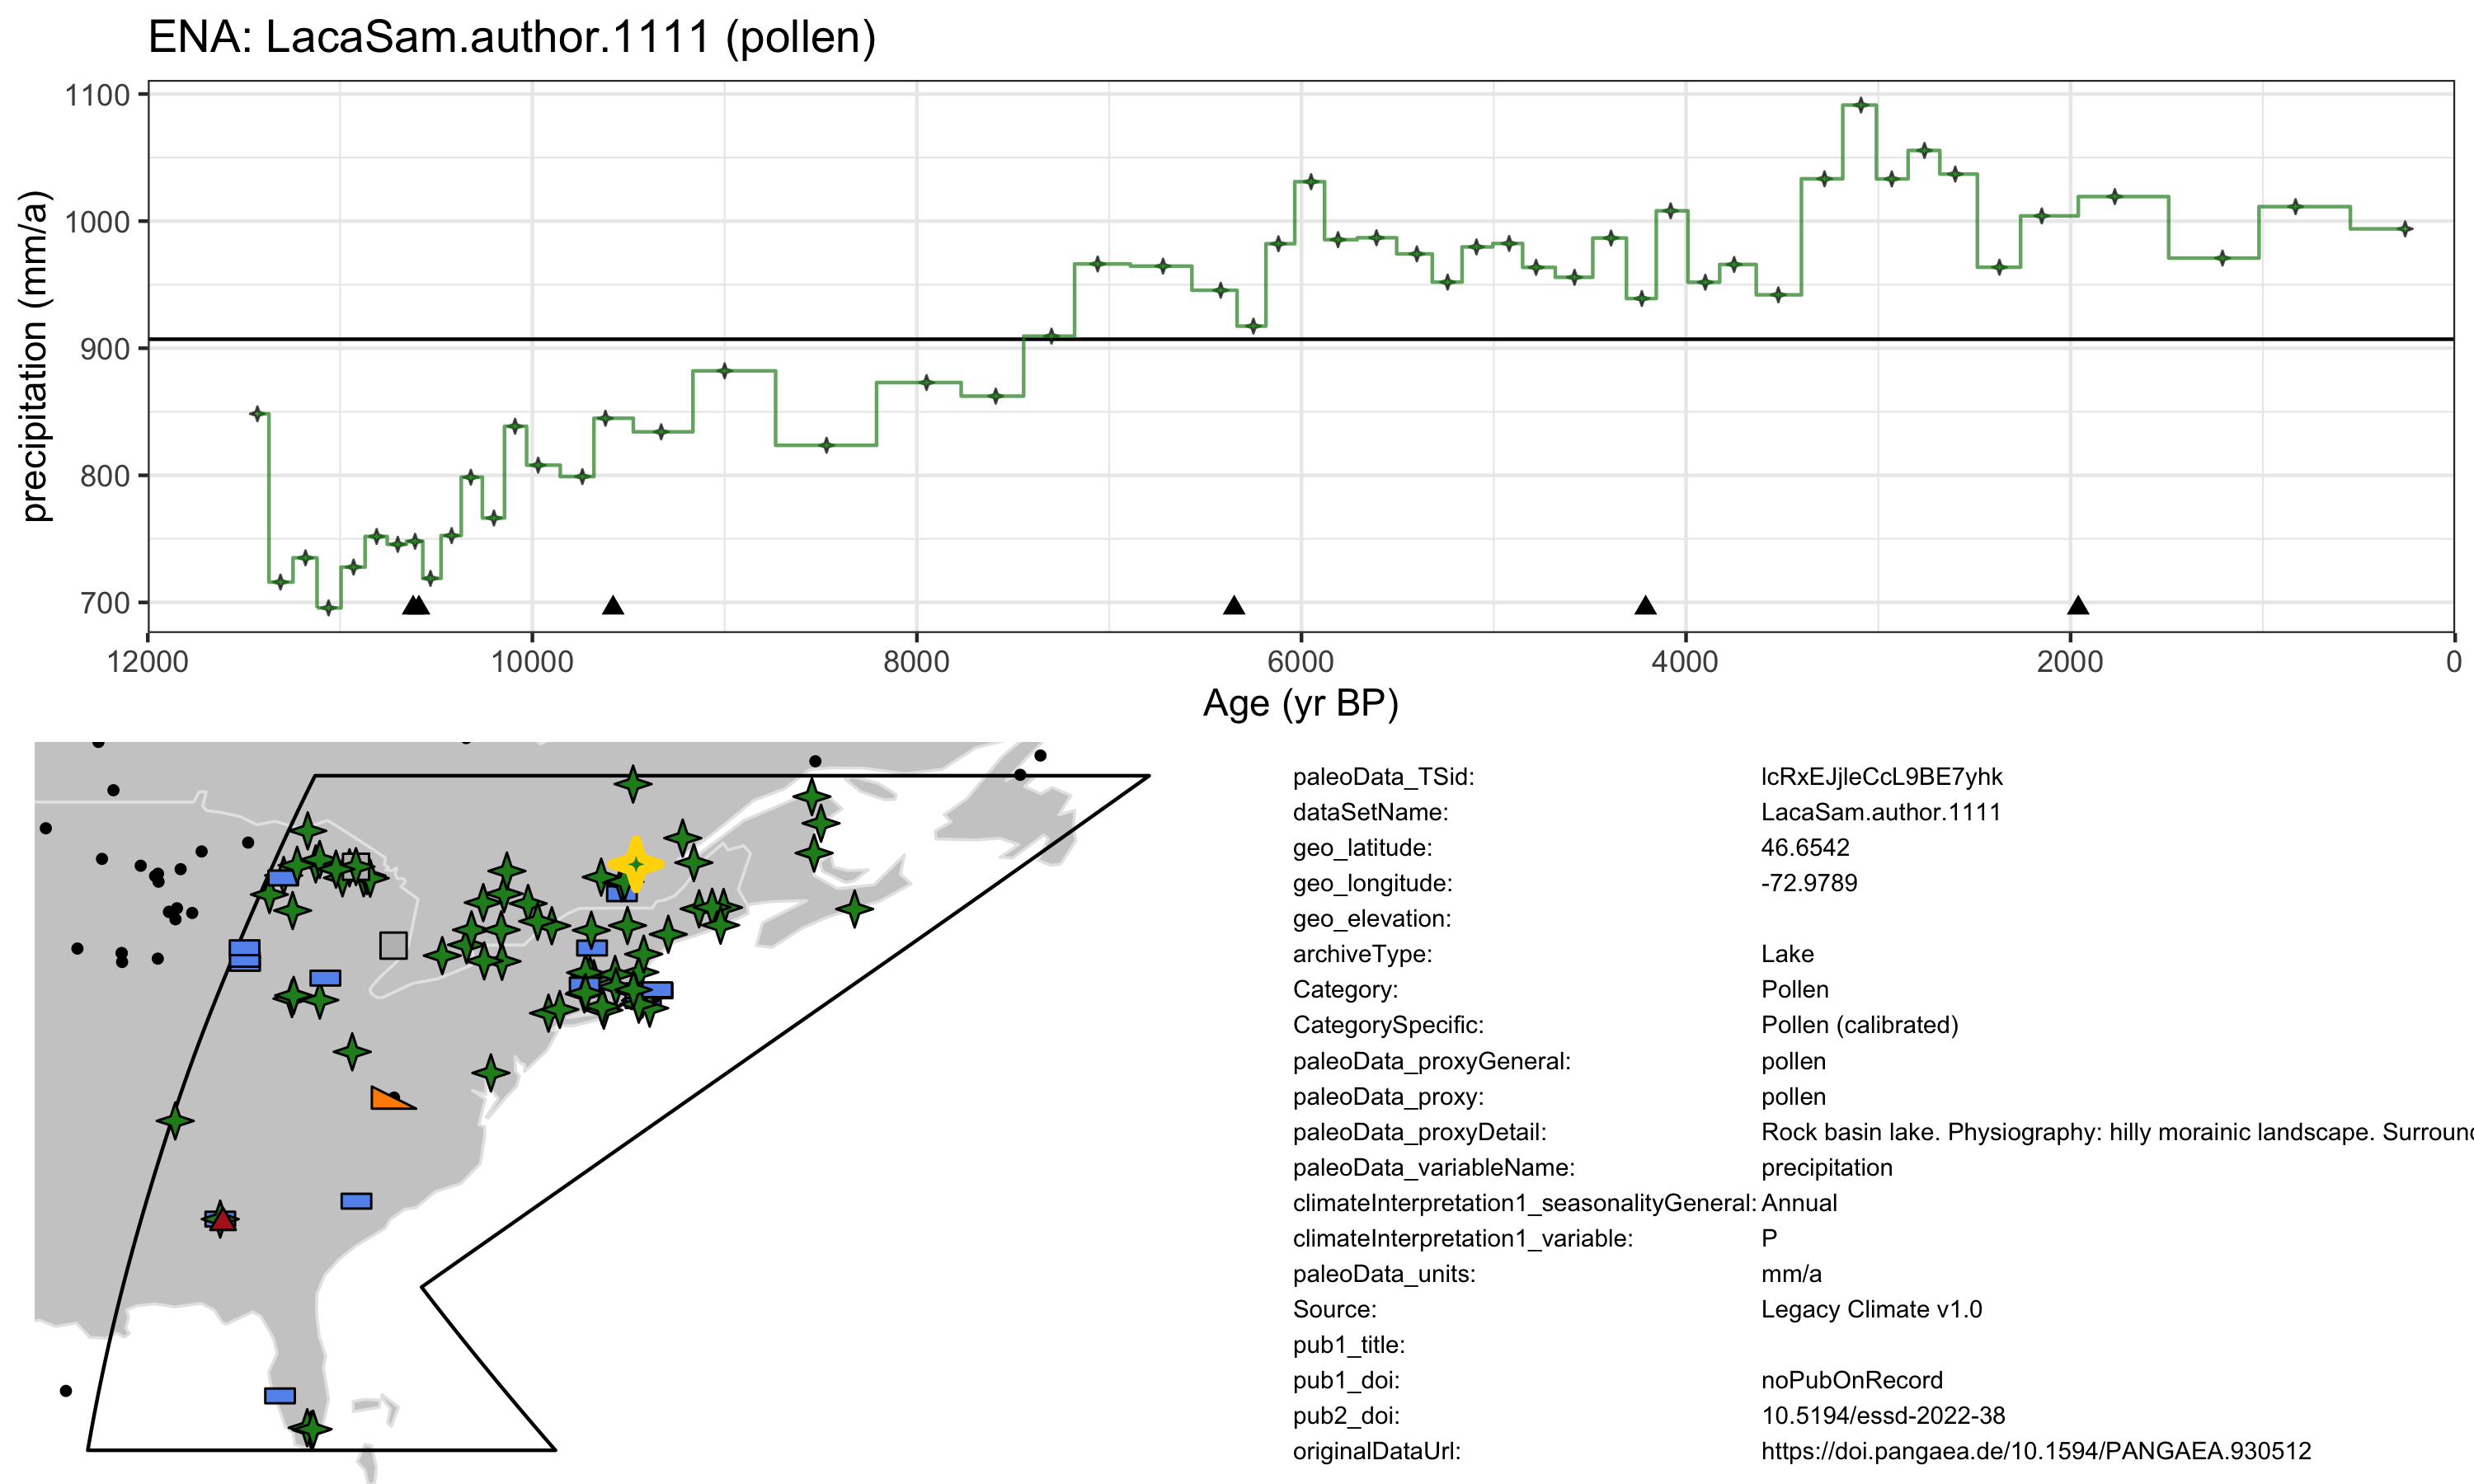 ENA: LacaSam.author.1111 (pollen)
precipitation (mm/a)
1100
1000
900
800
700
12000 10000 8000 6000 4000 2000 0
Age (yr BP)
paleoData_TSid: lcRxEJjleCcL9BE7yhk
dataSetName: LacaSam.author.1111
geo_latitude: 46.6542
geo_longitude: -72.9789
geo_elevation:
archiveType: Lake
Category: Pollen
CategorySpecific: Pollen (calibrated)
paleoData_proxyGeneral: pollen
paleoData_proxy: pollen
paleoData_proxyDetail: Rock basin lake. Physiography: hilly morainic landscape. Surround
paleoData_variableName: precipitation
climateInterpretation1_seasonalityGeneral: Annual
climateInterpretation1_variable: P
paleoData_units: mm/a
Source: Legacy Climate v1.0
pub1_title:
pub1_doi: noPubOnRecord
pub2_doi: 10.5194/essd-2022-38
originalDataUrl: https://doi.pangaea.de/10.1594/PANGAEA.930512